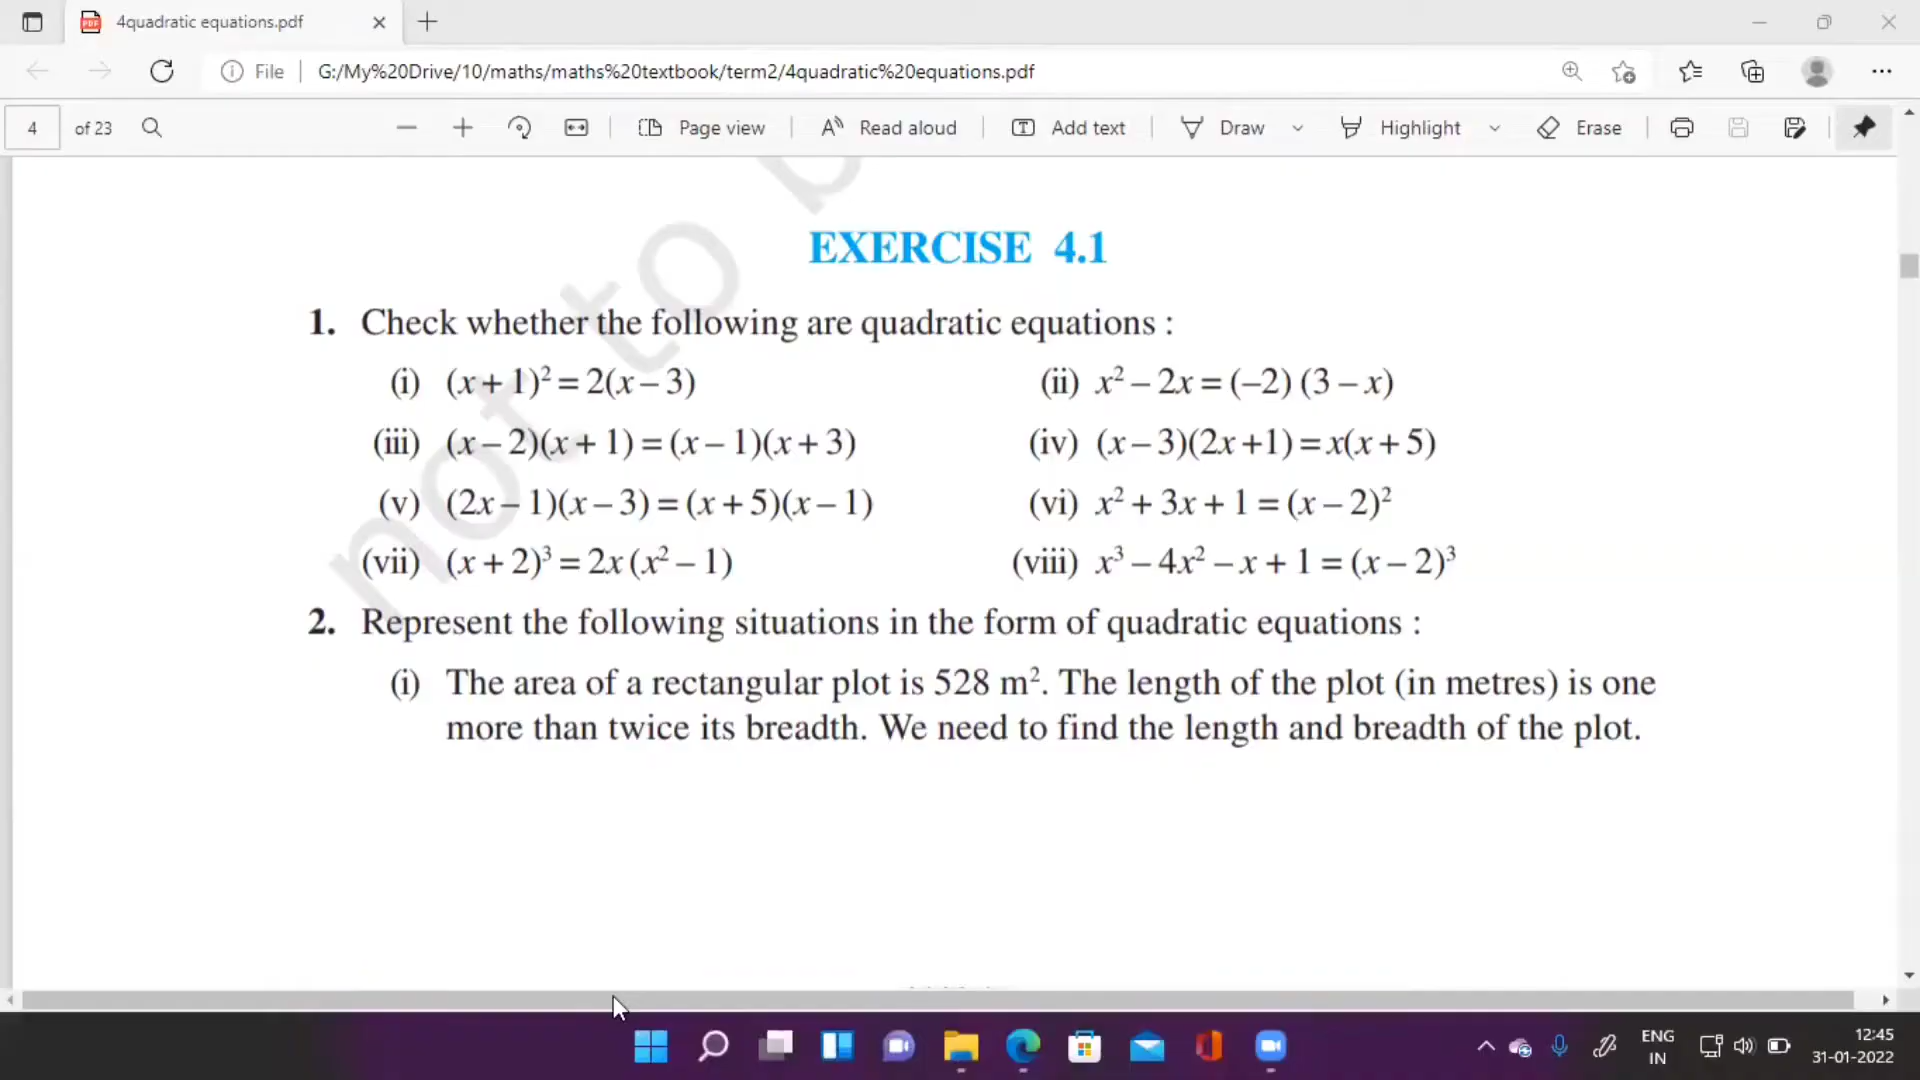 4quadratic equations.pdf
File G:/My%20Drive/10/maths/maths%20textbook/term2/4quadratic%20equations.pdf
4 of 23 Page view Read aloud Add text Draw Highlight Erase
not to b
EXERCISE 4.1
1. Check whether the following are quadratic equations :
(i) (x + 1)² = 2(x – 3) (ii) x² – 2x = (–2) (3 – x)
(iii) (x – 2)(x + 1) = (x – 1)(x + 3) (iv) (x – 3)(2x +1) = x(x + 5)
(v) (2x – 1)(x – 3) = (x + 5)(x – 1) (vi) x² + 3x + 1 = (x – 2)²
(vii) (x + 2)³ = 2x (x² – 1) (viii) x³ – 4x² – x + 1 = (x – 2)³
2. Represent the following situations in the form of quadratic equations :
(i) The area of a rectangular plot is 528 m². The length of the plot (in metres) is one
more than twice its breadth. We need to find the length and breadth of the plot.
ENG
IN
12:45
31-01-2022